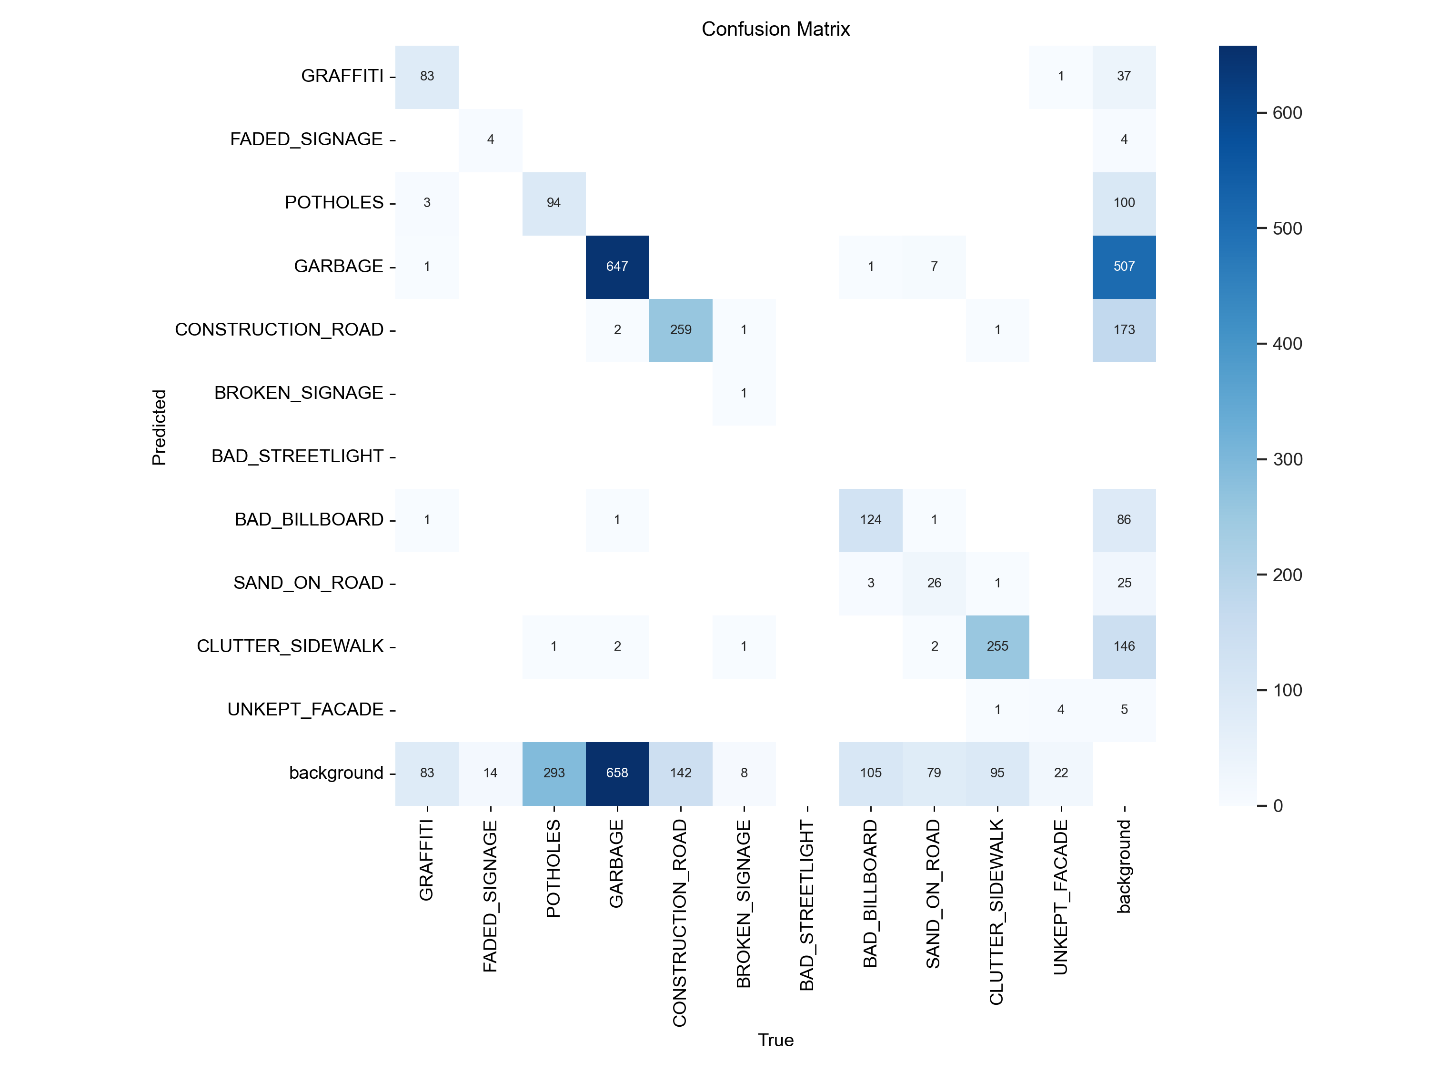 Confusion Matrix
GRAFFITI 83 1 37
FADED_SIGNAGE 4 4
POTHOLES 3 94 100
GARBAGE 1 647 1 7 507
CONSTRUCTION_ROAD 2 259 1 1 173
BROKEN_SIGNAGE 1
BAD_STREETLIGHT
BAD_BILLBOARD 1 1 124 1 86
SAND_ON_ROAD 3 26 1 25
CLUTTER_SIDEWALK 1 2 1 2 255 146
UNKEPT_FACADE 1 4 5
background 83 14 293 658 142 8 105 79 95 22
Predicted
GRAFFITI
FADED_SIGNAGE
POTHOLES
GARBAGE
CONSTRUCTION_ROAD
BROKEN_SIGNAGE
BAD_STREETLIGHT
BAD_BILLBOARD
SAND_ON_ROAD
CLUTTER_SIDEWALK
UNKEPT_FACADE
background
True
600
500
400
300
200
100
0